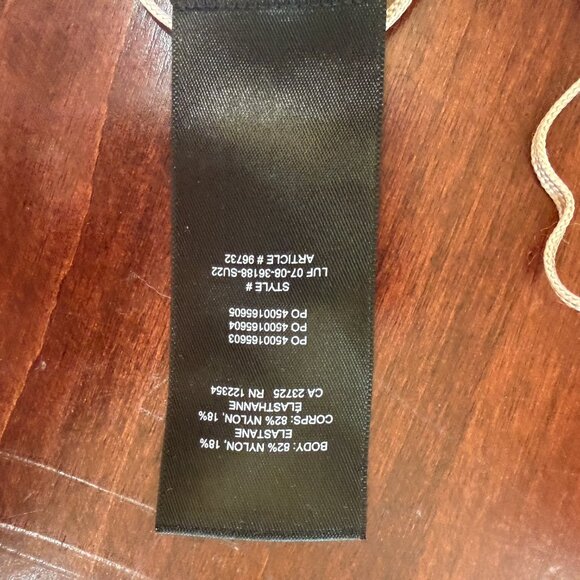 BODY: 82% NYLON, 18%
ELASTANE
CORPS: 82% NYLON, 18%
ÉLASTHANNE
CA 23725 RN 122354
PO 4500165603
PO 4500165604
PO 4500165605
STYLE #
LUF 07-08-36188-SU22
ARTICLE # 96732